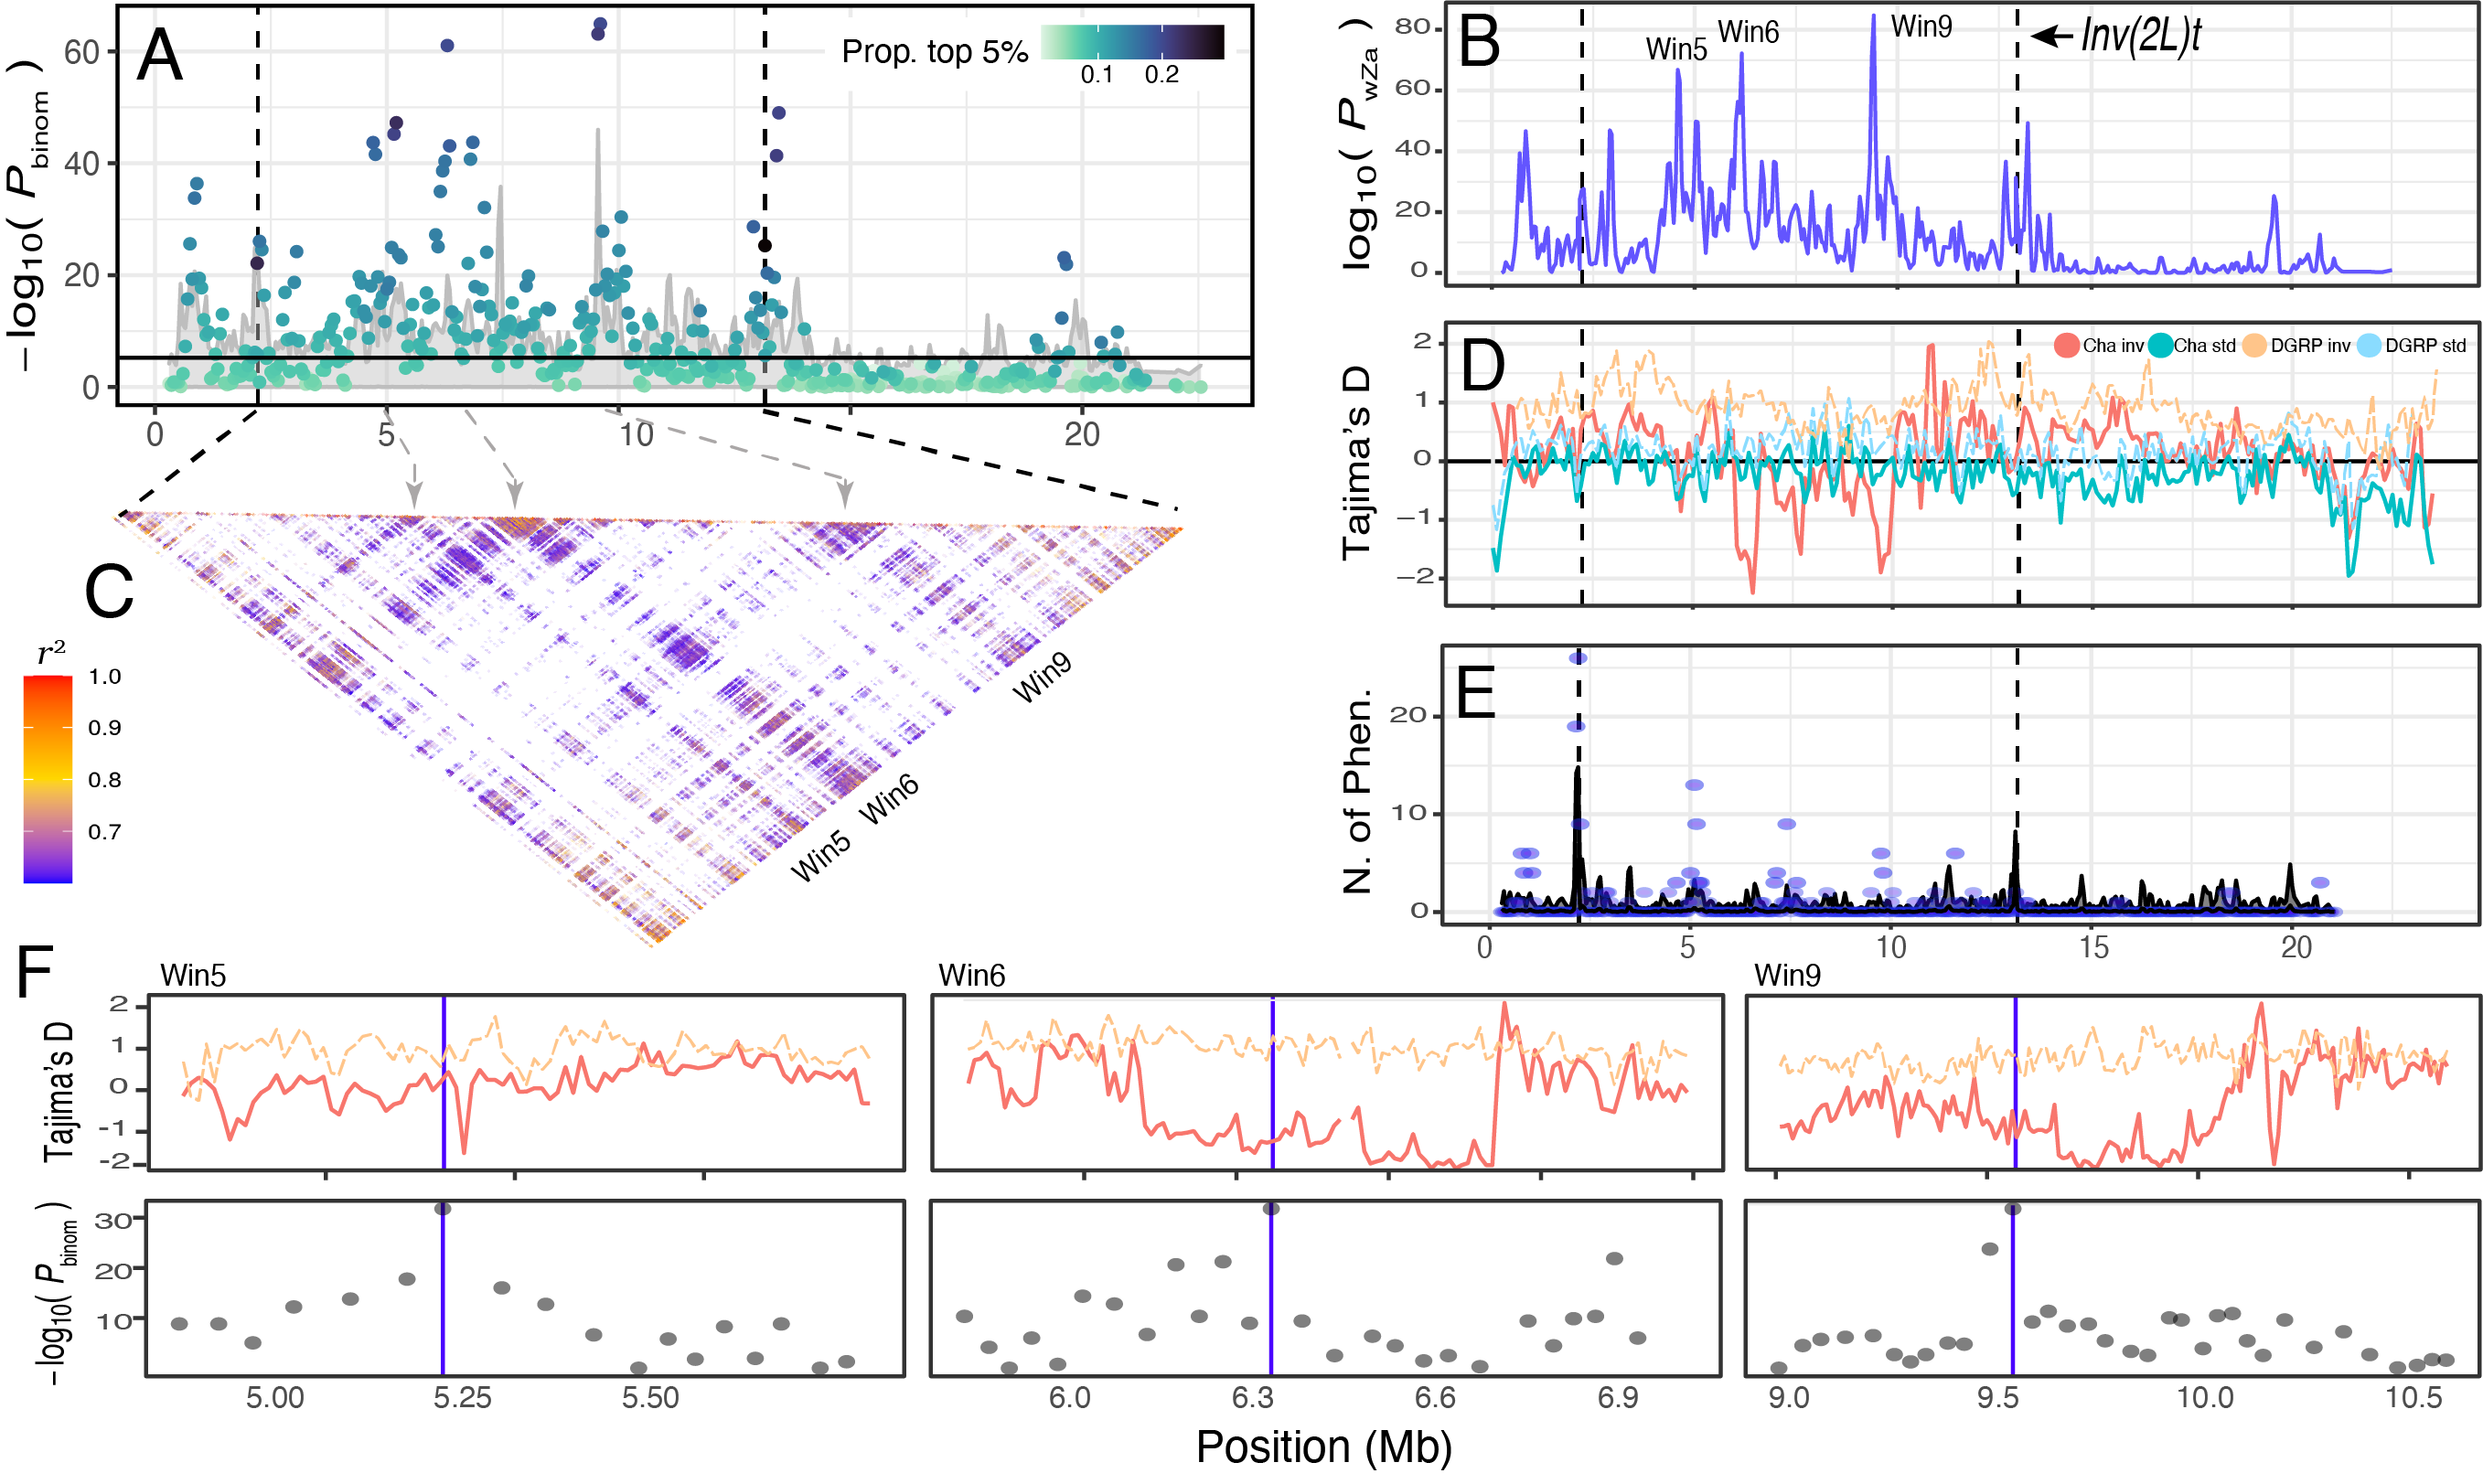 A
−log10( P binom )
60
40
20
0
Prop. top 5%
0.1 0.2
0 5 10 20
B
log10( P wZa )
80
60
40
20
0
Win5
Win6
Win9
Inv(2L)t
D
Tajima's D
2
1
0
−1
−2
Cha inv
Cha std
DGRP inv
DGRP std
C
r²
1.0
0.9
0.8
0.7
Win9
Win6
Win5
E
N. of Phen.
20
10
0
0 5 10 15 20
F
Win5
Win6
Win9
Tajima's D
2
1
0
-1
-2
−log10( P binom )
30
20
10
5.00 5.25 5.50
6.0 6.3 6.6 6.9
9.0 9.5 10.0 10.5
Position (Mb)